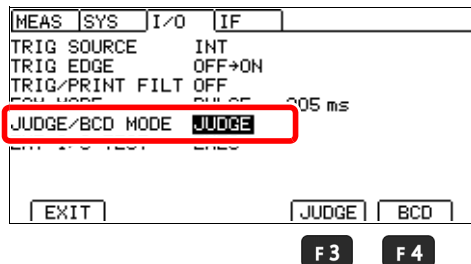 MEAS SYS I/O IF
TRIG SOURCE INT
TRIG EDGE OFF→ON
TRIG/PRINT FILT OFF
JUDGE/BCD MODE JUDGE
EXIT JUDGE BCD
F3 F4